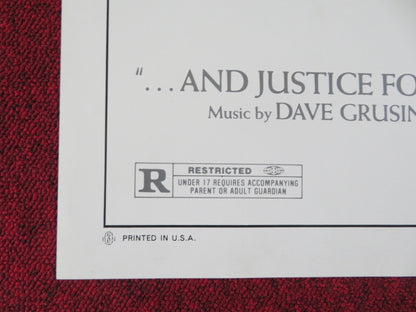 "...AND JUSTICE FO
Music by DAVE GRUSIN
R RESTRICTED
UNDER 17 REQUIRES ACCOMPANYING
PARENT OR ADULT GUARDIAN
PRINTED IN U.S.A.